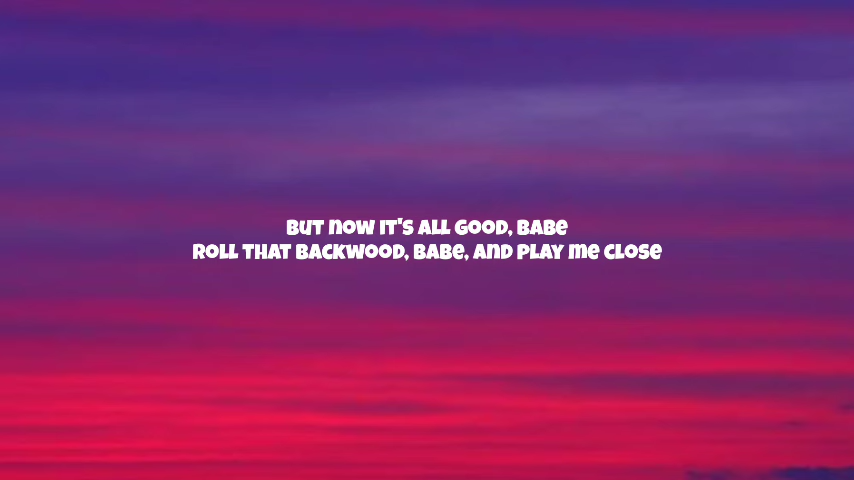 But now it's all good, babe
Roll that backwood, babe, and play me close